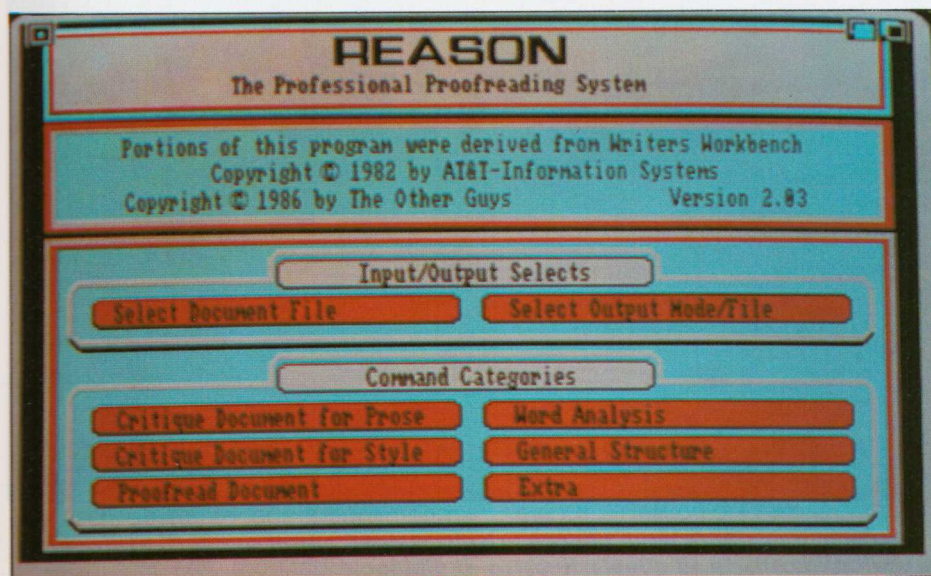 REASON
The Professional Proofreading System
Portions of this program were derived from Writers Workbench
Copyright © 1982 by AT&T-Information Systems
Copyright © 1986 by The Other Guys Version 2.03
Input/Output Selects
Select Document File Select Output Mode/File
Command Categories
Critique Document for Prose Word Analysis
Critique Document for Style General Structure
Proofread Document Extra